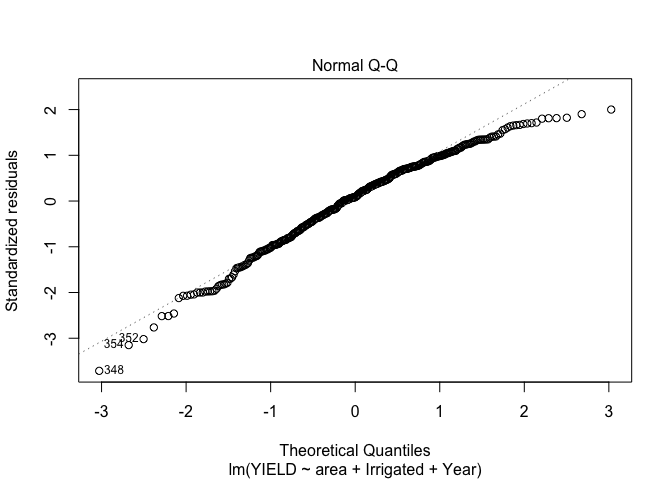 Normal Q-Q
Standardized residuals
2
1
0
-1
-2
-3
352
354
348
-3 -2 -1 0 1 2 3
Theoretical Quantiles
lm(YIELD ~ area + Irrigated + Year)